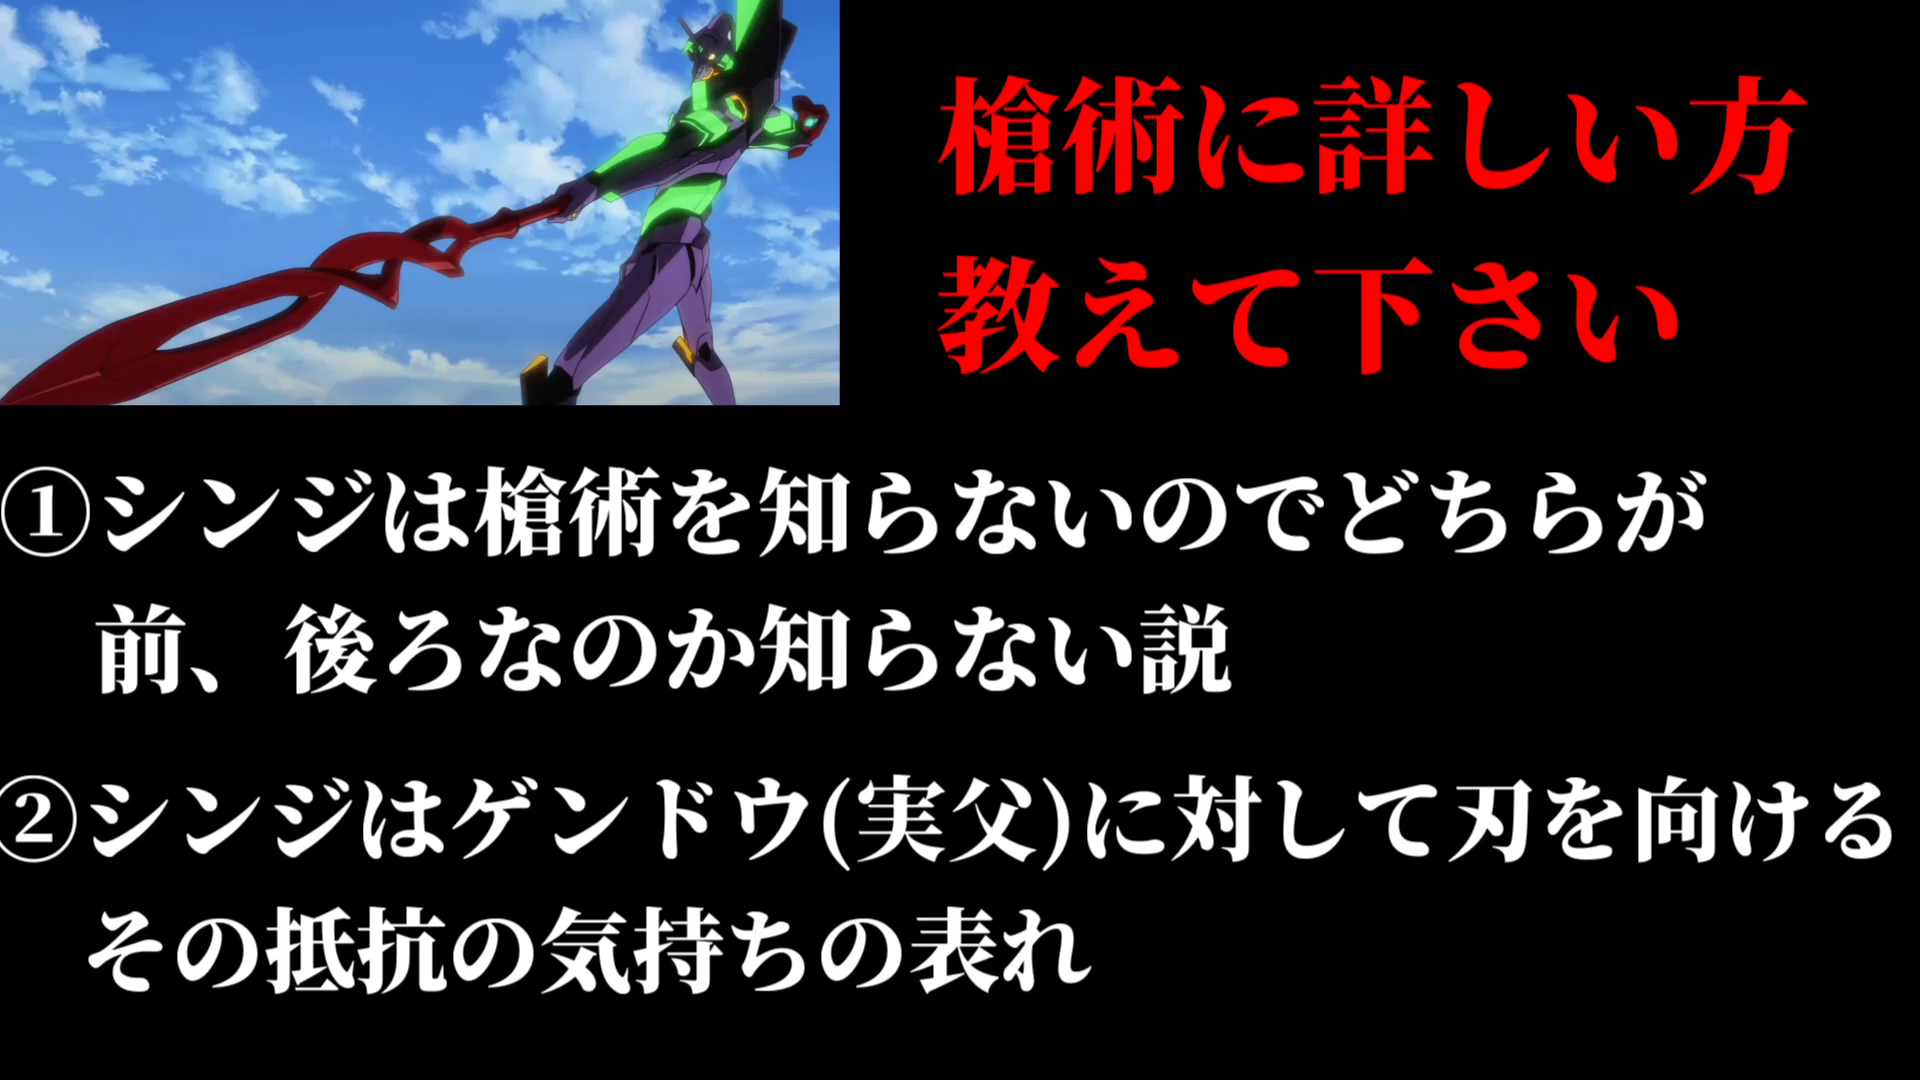 槍術に詳しい方
教えて下さい
①シンジは槍術を知らないのでどちらが
前、後ろなのか知らない説
②シンジはゲンドウ(実父)に対して刃を向ける
その抵抗の気持ちの表れ